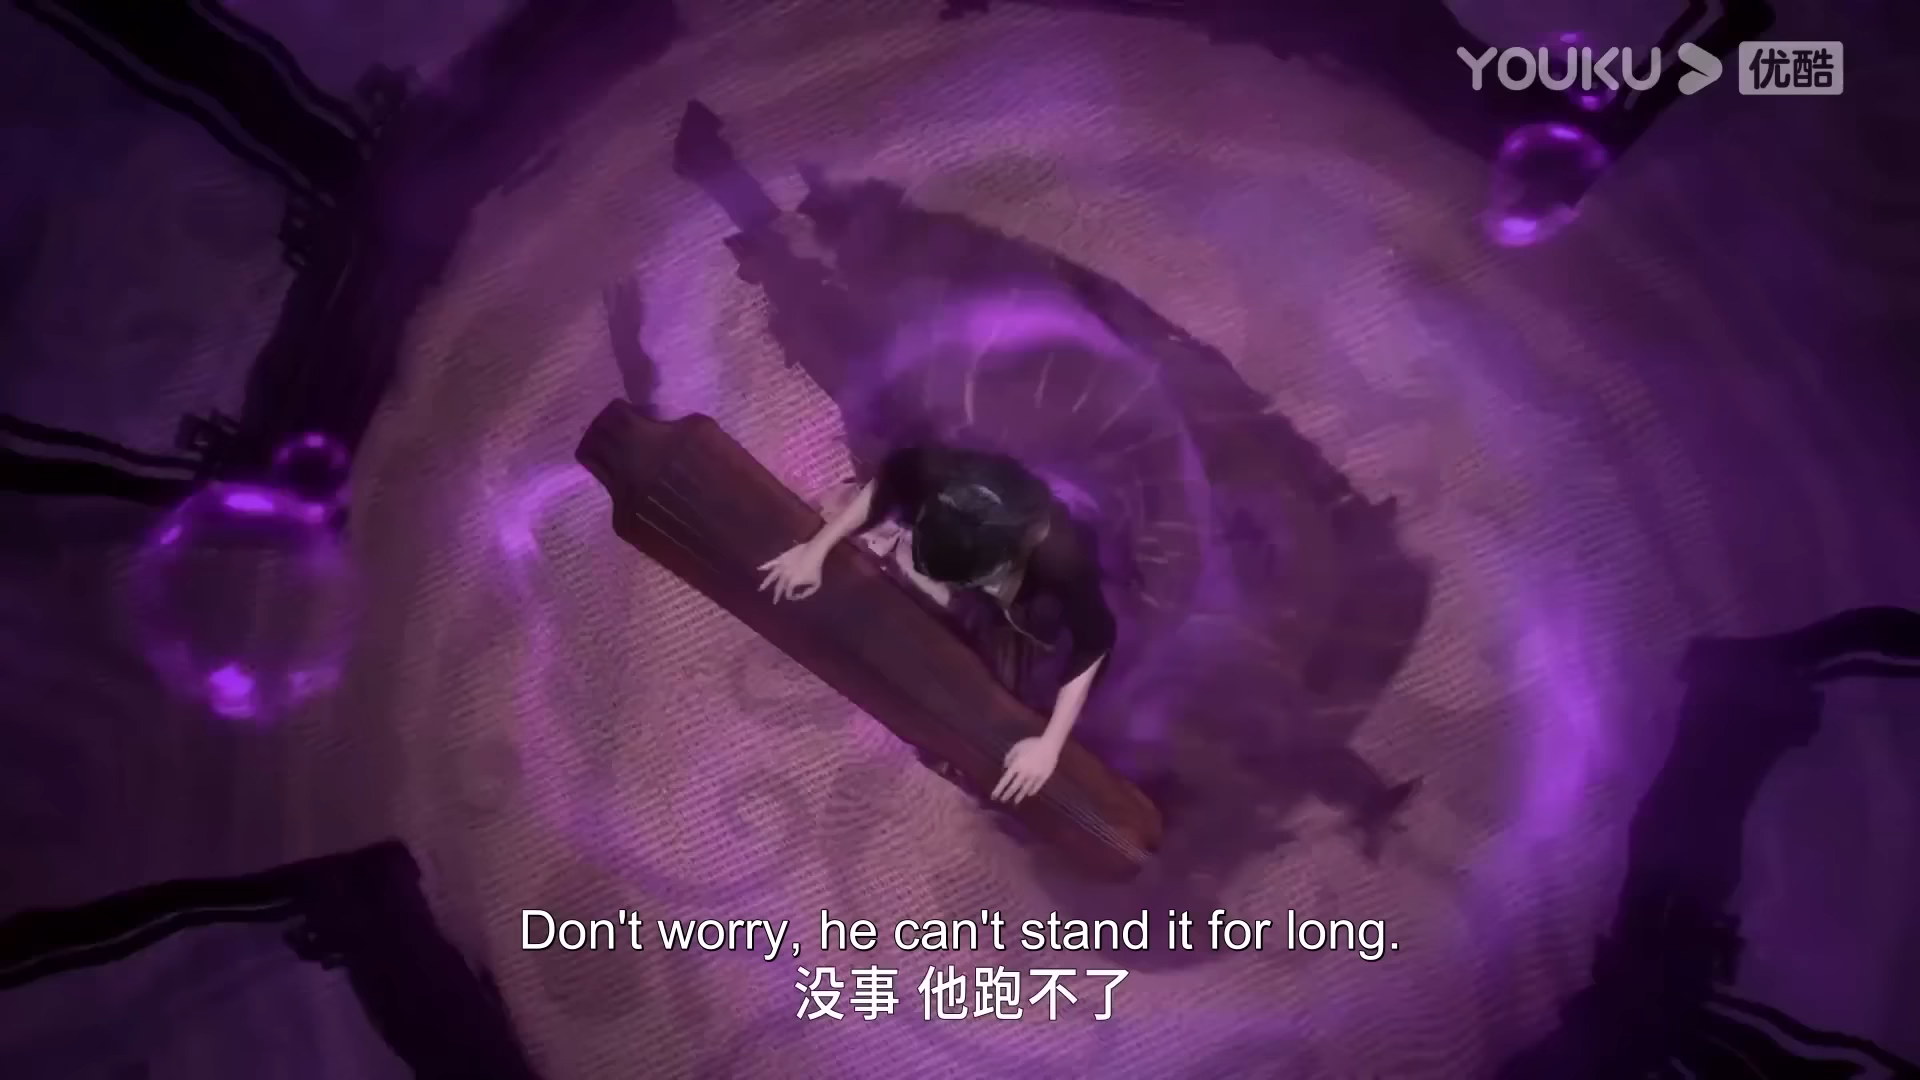 YOUKU 优酷
Don't worry, he can't stand it for long.
没事 他跑不了